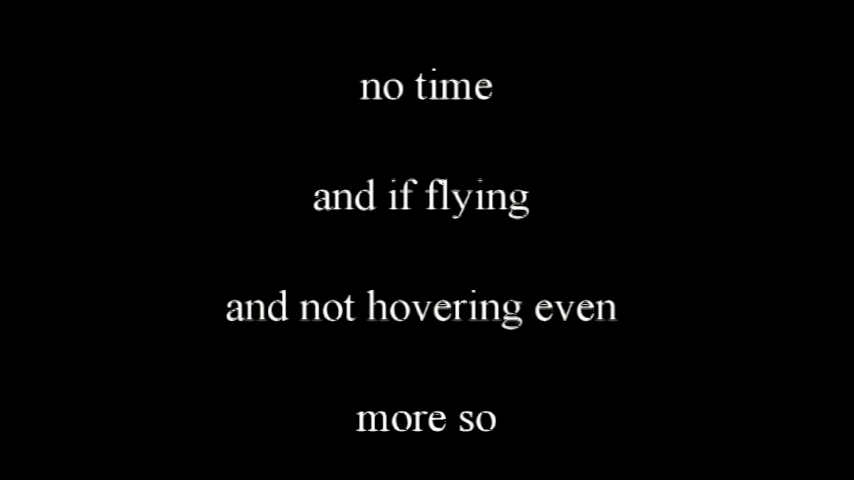 no time
and if flying
and not hovering even
more so